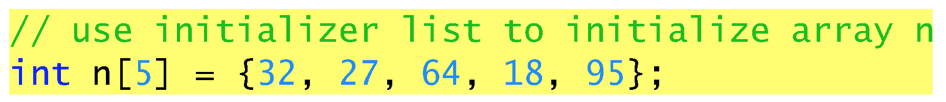 // use initializer list to initialize array n
int n[5] = {32, 27, 64, 18, 95};